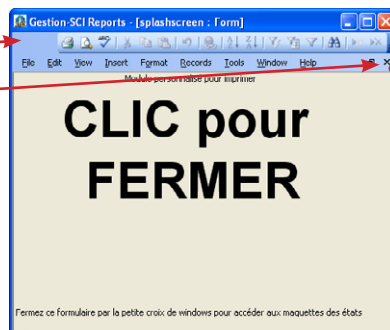 Gestion-SCI Reports - [splashscreen : Form]
File Edit View Insert Format Records Tools Window Help
Module personnalisé pour imprimer
CLIC pour
FERMER
Fermez ce formulaire par la petite croix de windows pour accéder aux maquettes des états